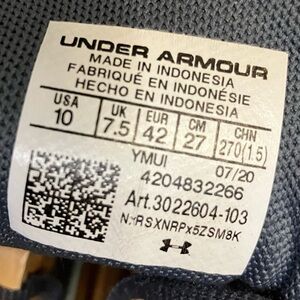 UNDER ARMOUR
MADE IN INDONESIA
FABRIQUÉ EN INDONÉSIE
HECHO EN INDONESIA
USA UK EUR CM CHN
10 7.5 42 27 270(1.5)
YMUI 07/20
4204832266
Art.3022604-103
N:rRSXNRPx5ZSM8K